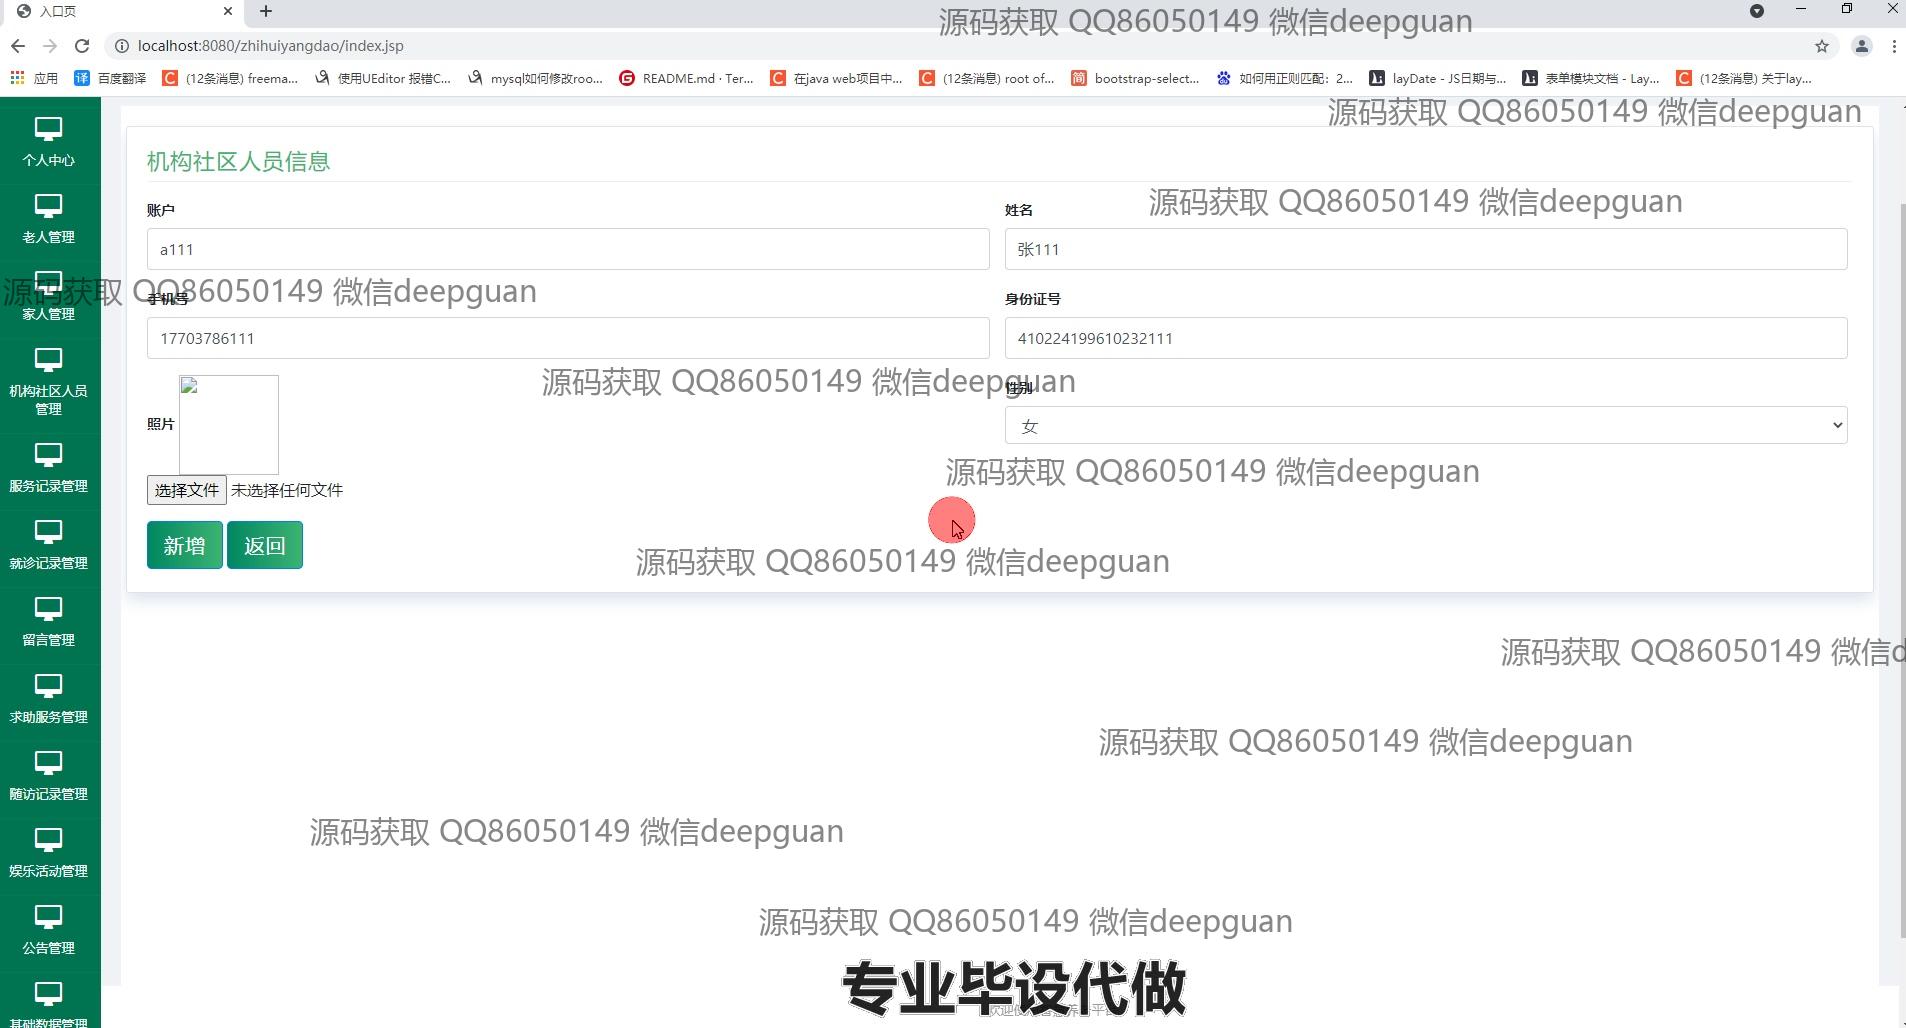 入口页
源码获取 QQ86050149 微信deepguan
localhost:8080/zhihuiyangdao/index.jsp
应用 百度翻译 (12条消息) freema... 使用UEditor 报错C... mysql如何修改roo... README.md · Ter... 在java web项目中... (12条消息) root of... bootstrap-select... 如何用正则匹配：2... layDate - JS日期与... 表单模块文档 - Lay... (12条消息) 关于lay...
源码获取 QQ86050149 微信deepguan
个人中心
机构社区人员信息
源码获取 QQ86050149 微信deepguan
账户 姓名
老人管理
a111 张111
源码获取 QQ86050149 微信deepguan
手机号 身份证号
家人管理
17703786111 410224199610232111
源码获取 QQ86050149 微信deepguan
性别
机构社区人员管理
照片
女
源码获取 QQ86050149 微信deepguan
服务记录管理
选择文件 未选择任何文件
新增 返回
源码获取 QQ86050149 微信deepguan
就诊记录管理
留言管理
源码获取 QQ86050149 微信d
求助服务管理
源码获取 QQ86050149 微信deepguan
随访记录管理
源码获取 QQ86050149 微信deepguan
娱乐活动管理
源码获取 QQ86050149 微信deepguan
公告管理
专业毕设代做
基础数据管理